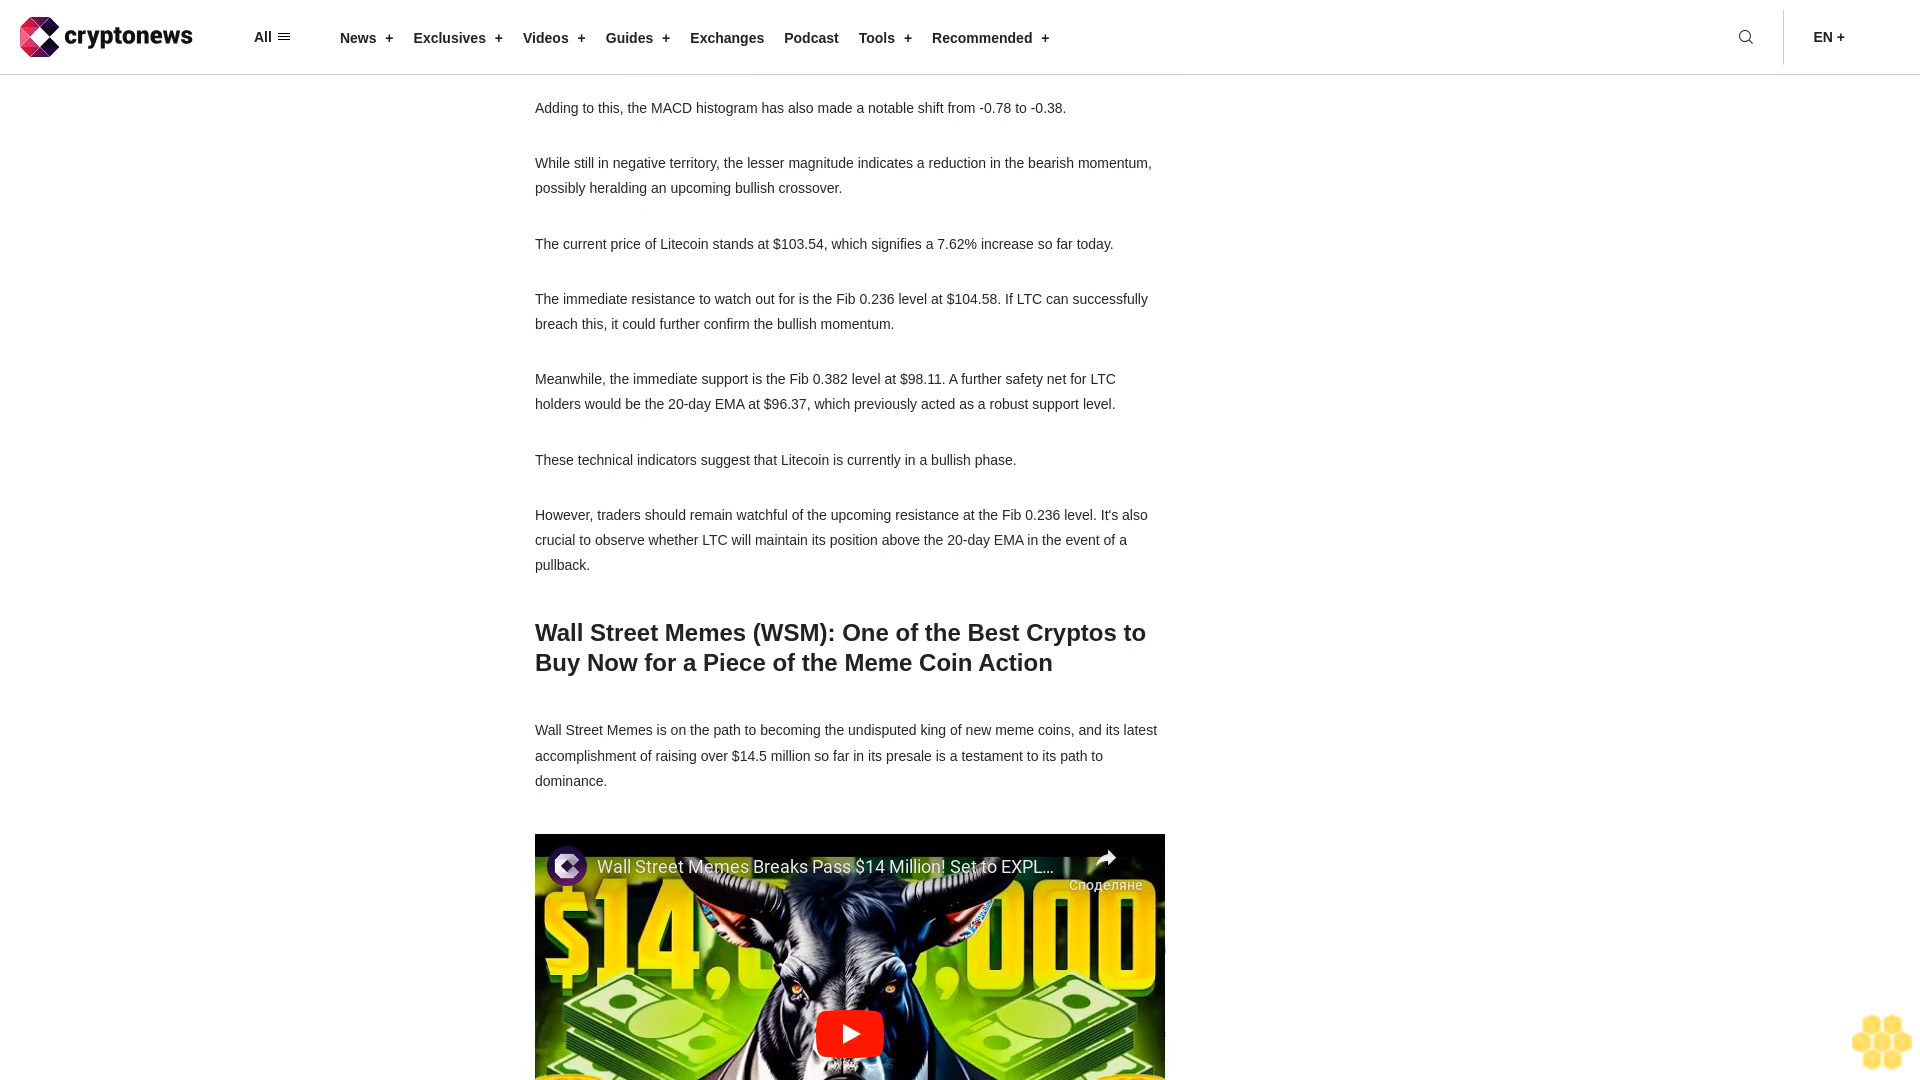 cryptonews
All
News +
Exclusives +
Videos +
Guides +
Exchanges
Podcast
Tools +
Recommended +
EN +
Adding to this, the MACD histogram has also made a notable shift from -0.78 to -0.38.
While still in negative territory, the lesser magnitude indicates a reduction in the bearish momentum,
possibly heralding an upcoming bullish crossover.
The current price of Litecoin stands at $103.54, which signifies a 7.62% increase so far today.
The immediate resistance to watch out for is the Fib 0.236 level at $104.58. If LTC can successfully
breach this, it could further confirm the bullish momentum.
Meanwhile, the immediate support is the Fib 0.382 level at $98.11. A further safety net for LTC
holders would be the 20-day EMA at $96.37, which previously acted as a robust support level.
These technical indicators suggest that Litecoin is currently in a bullish phase.
However, traders should remain watchful of the upcoming resistance at the Fib 0.236 level. It's also
crucial to observe whether LTC will maintain its position above the 20-day EMA in the event of a
pullback.
Wall Street Memes (WSM): One of the Best Cryptos to
Buy Now for a Piece of the Meme Coin Action
Wall Street Memes is on the path to becoming the undisputed king of new meme coins, and its latest
accomplishment of raising over $14.5 million so far in its presale is a testament to its path to
dominance.
Wall Street Memes Breaks Pass $14 Million! Set to EXPL...
Споделяне